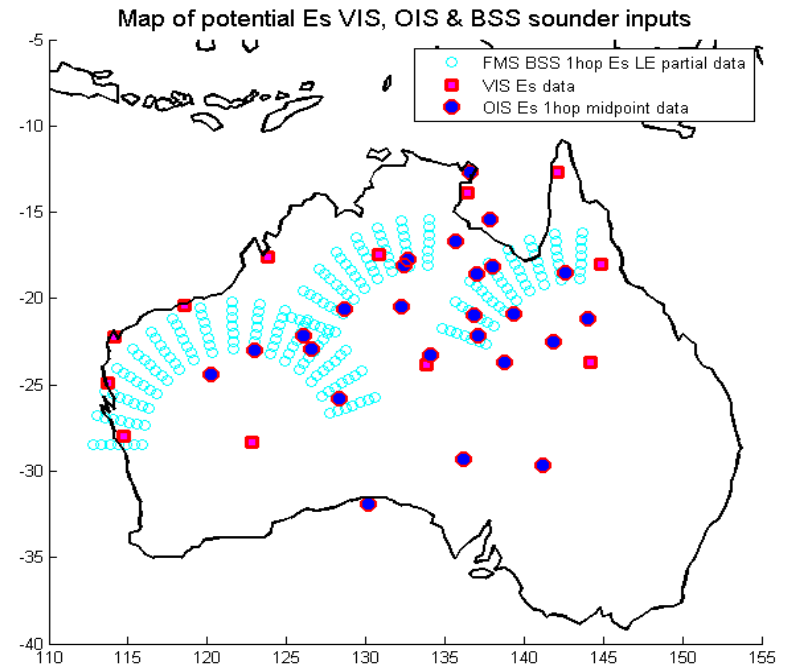 Map of potential Es VIS, OIS & BSS sounder inputs
FMS BSS 1hop Es LE partial data
VIS Es data
OIS Es 1hop midpoint data
-5
-10
-15
-20
-25
-30
-35
-40
110 115 120 125 130 135 140 145 150 155